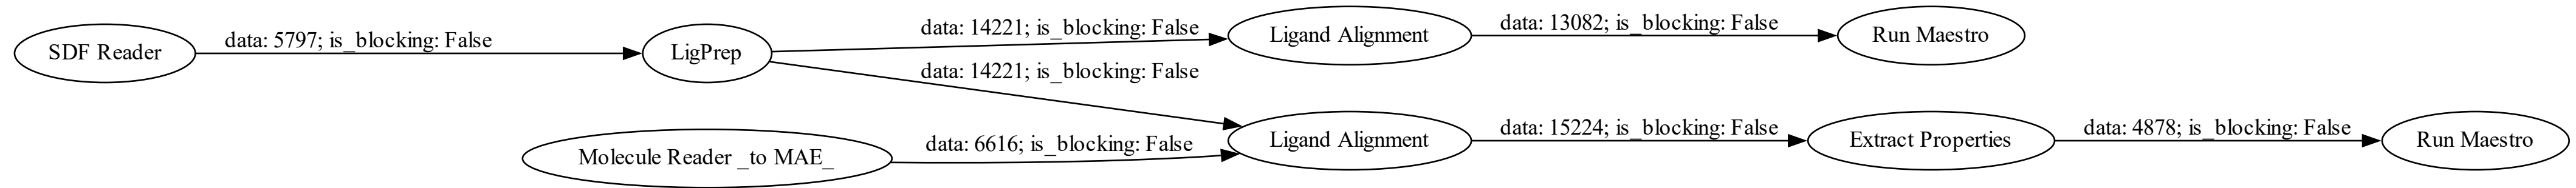 SDF Reader
data: 5797; is_blocking: False
LigPrep
data: 14221; is_blocking: False
Ligand Alignment
data: 13082; is_blocking: False
Run Maestro
data: 14221; is_blocking: False
Molecule Reader _to MAE_
data: 6616; is_blocking: False
Ligand Alignment
data: 15224; is_blocking: False
Extract Properties
data: 4878; is_blocking: False
Run Maestro